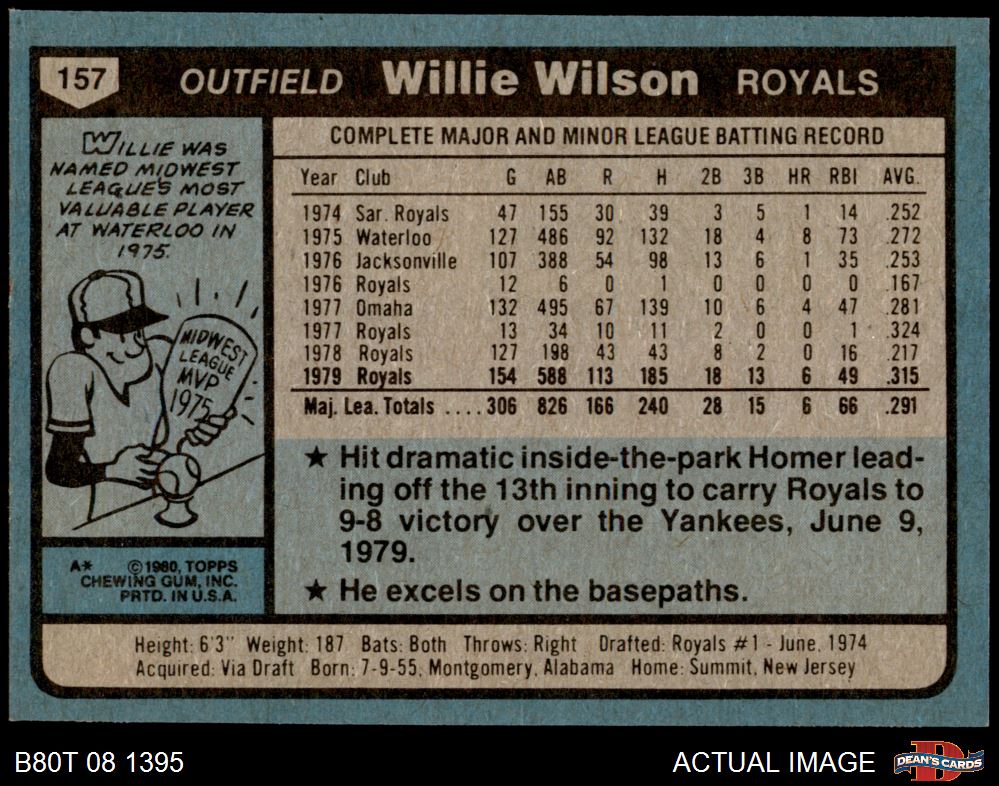 157 OUTFIELD Willie Wilson ROYALS
WILLIE WAS
NAMED MIDWEST
LEAGUE'S MOST
VALUABLE PLAYER
AT WATERLOO IN
1975.
MIDWEST
LEAGUE
MVP
1975
A* ©1980, TOPPS
CHEWING GUM, INC.
PRTD. IN U.S.A.
COMPLETE MAJOR AND MINOR LEAGUE BATTING RECORD
Year Club G AB R H 2B 3B HR RBI AVG.
1974 Sar. Royals 47 155 30 39 3 5 1 14 .252
1975 Waterloo 127 486 92 132 18 4 8 73 .272
1976 Jacksonville 107 388 54 98 13 6 1 35 .253
1976 Royals 12 6 0 1 0 0 0 0 .167
1977 Omaha 132 495 67 139 10 6 4 47 .281
1977 Royals 13 34 10 11 2 0 0 1 .324
1978 Royals 127 198 43 43 8 2 0 16 .217
1979 Royals 154 588 113 185 18 13 6 49 .315
Maj. Lea. Totals .... 306 826 166 240 28 15 6 66 .291
★ Hit dramatic inside-the-park Homer lead-
ing off the 13th inning to carry Royals to
9-8 victory over the Yankees, June 9,
1979.
★ He excels on the basepaths.
Height: 6'3" Weight: 187 Bats: Both Throws: Right Drafted: Royals #1 - June, 1974
Acquired: Via Draft Born: 7-9-55, Montgomery, Alabama Home: Summit, New Jersey
B80T 08 1395 ACTUAL IMAGE DEAN'S CARDS